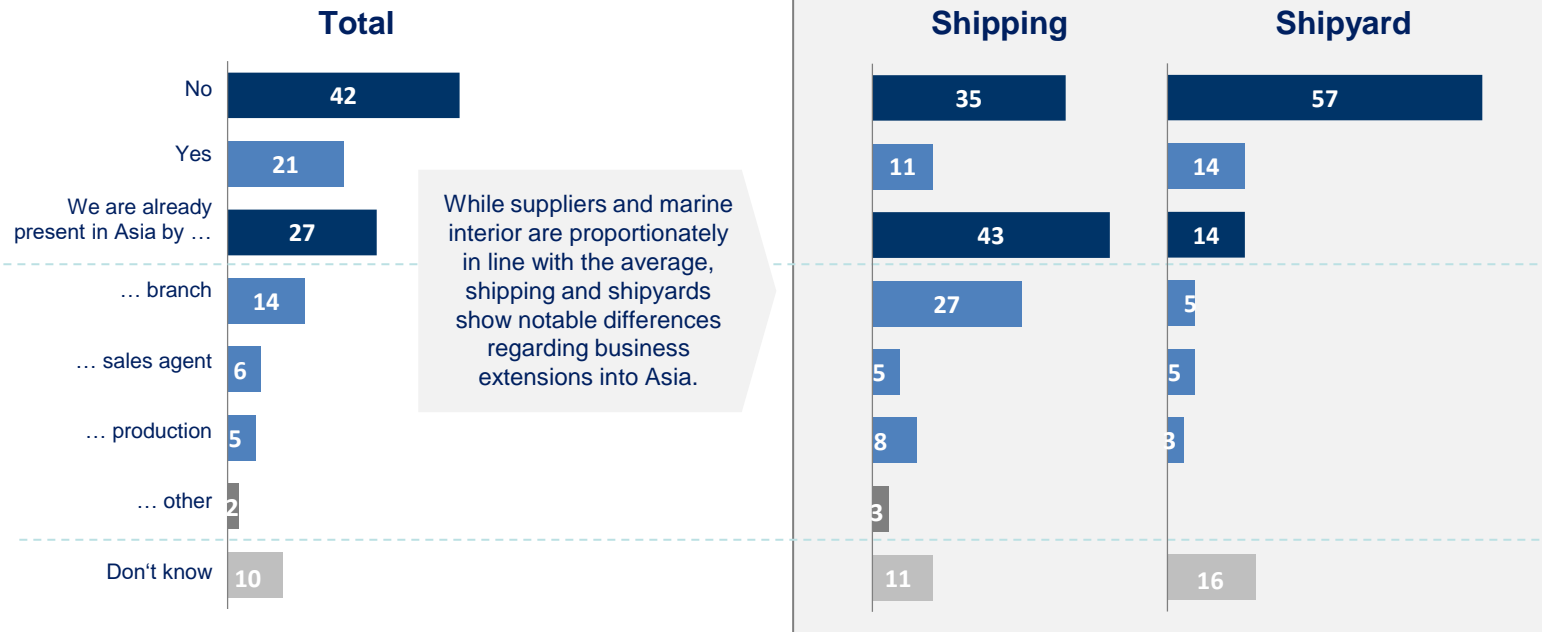 Total
Shipping
Shipyard
No
42
35
57
Yes
21
11
14
We are already
present in Asia by …
27
43
14
While suppliers and marine
interior are proportionately
in line with the average,
shipping and shipyards
show notable differences
regarding business
extensions into Asia.
… branch
14
27
5
… sales agent
6
5
5
… production
5
8
3
… other
2
3
Don‘t know
10
11
16